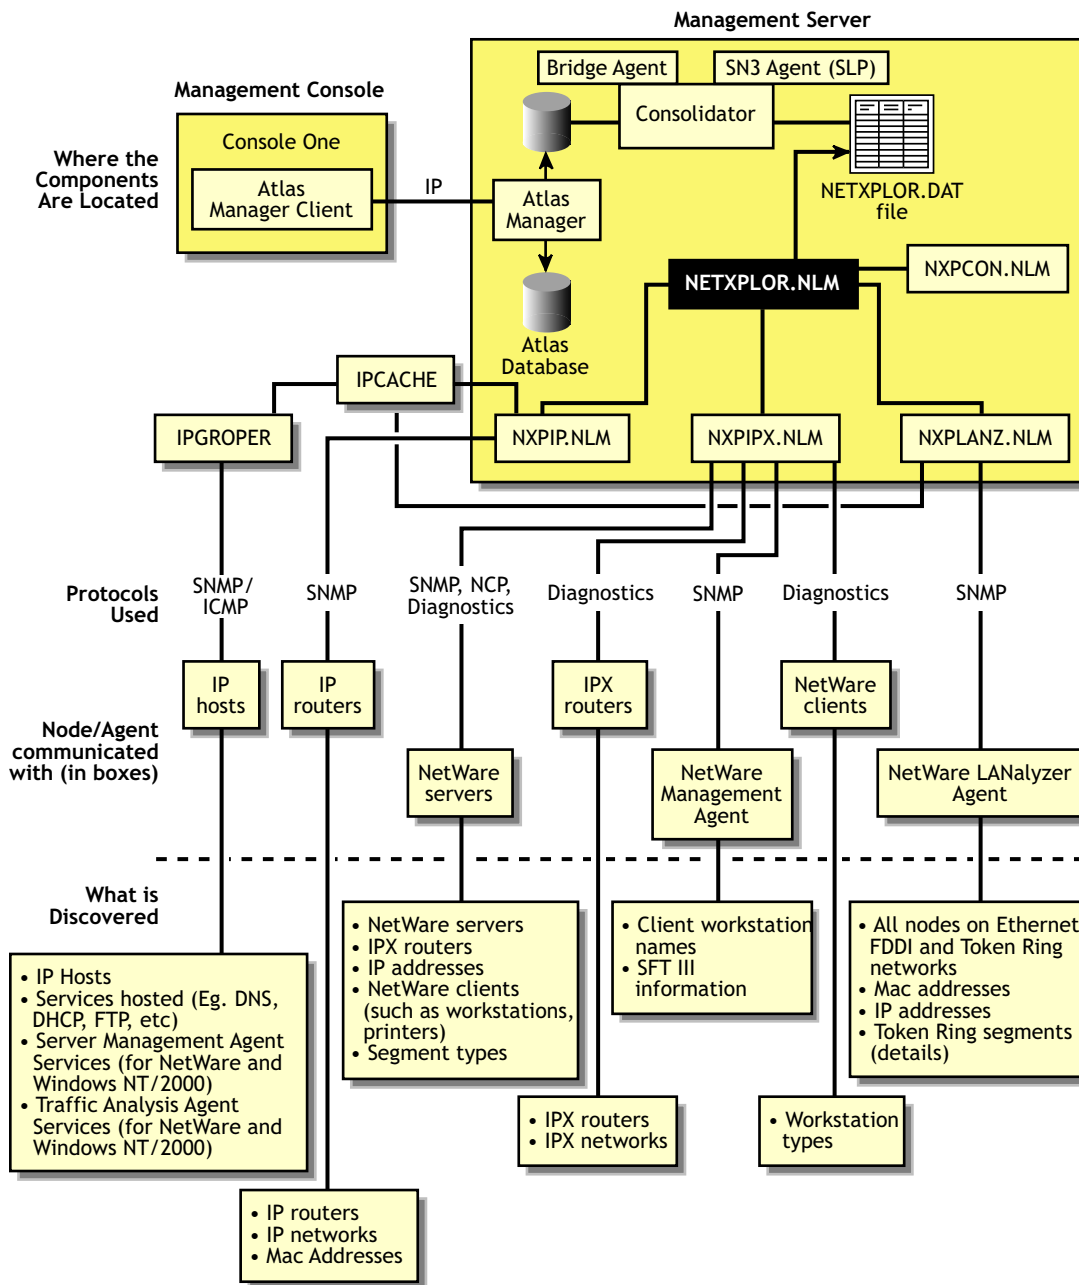 Management Server
Bridge Agent
SN3 Agent (SLP)
Management Console
Consolidator
Console One
Where the
Components
Are Located
Atlas
Manager Client
IP
Atlas
Manager
NETXPLOR.DAT
file
NETXPLOR.NLM
NXPCON.NLM
Atlas
Database
IPCACHE
IPGROPER
NXPIP.NLM
NXPIPX.NLM
NXPLANZ.NLM
Protocols
Used
SNMP/
ICMP
SNMP
SNMP, NCP,
Diagnostics
Diagnostics
SNMP
Diagnostics
SNMP
Node/Agent
communicated
with (in boxes)
IP
hosts
IP
routers
IPX
routers
NetWare
clients
NetWare
servers
NetWare
Management
Agent
NetWare LANalyzer
Agent
What is
Discovered
• NetWare servers
• IPX routers
• IP addresses
• NetWare clients
(such as workstations,
printers)
• Segment types
• Client workstation
names
• SFT III
information
• All nodes on Ethernet
FDDI and Token Ring
networks
• Mac addresses
• IP addresses
• Token Ring segments
(details)
• IP Hosts
• Services hosted (Eg. DNS,
DHCP, FTP, etc)
• Server Management Agent
Services (for NetWare and
Windows NT/2000)
• Traffic Analysis Agent
Services (for NetWare and
Windows NT/2000)
• IPX routers
• IPX networks
• Workstation
types
• IP routers
• IP networks
• Mac Addresses